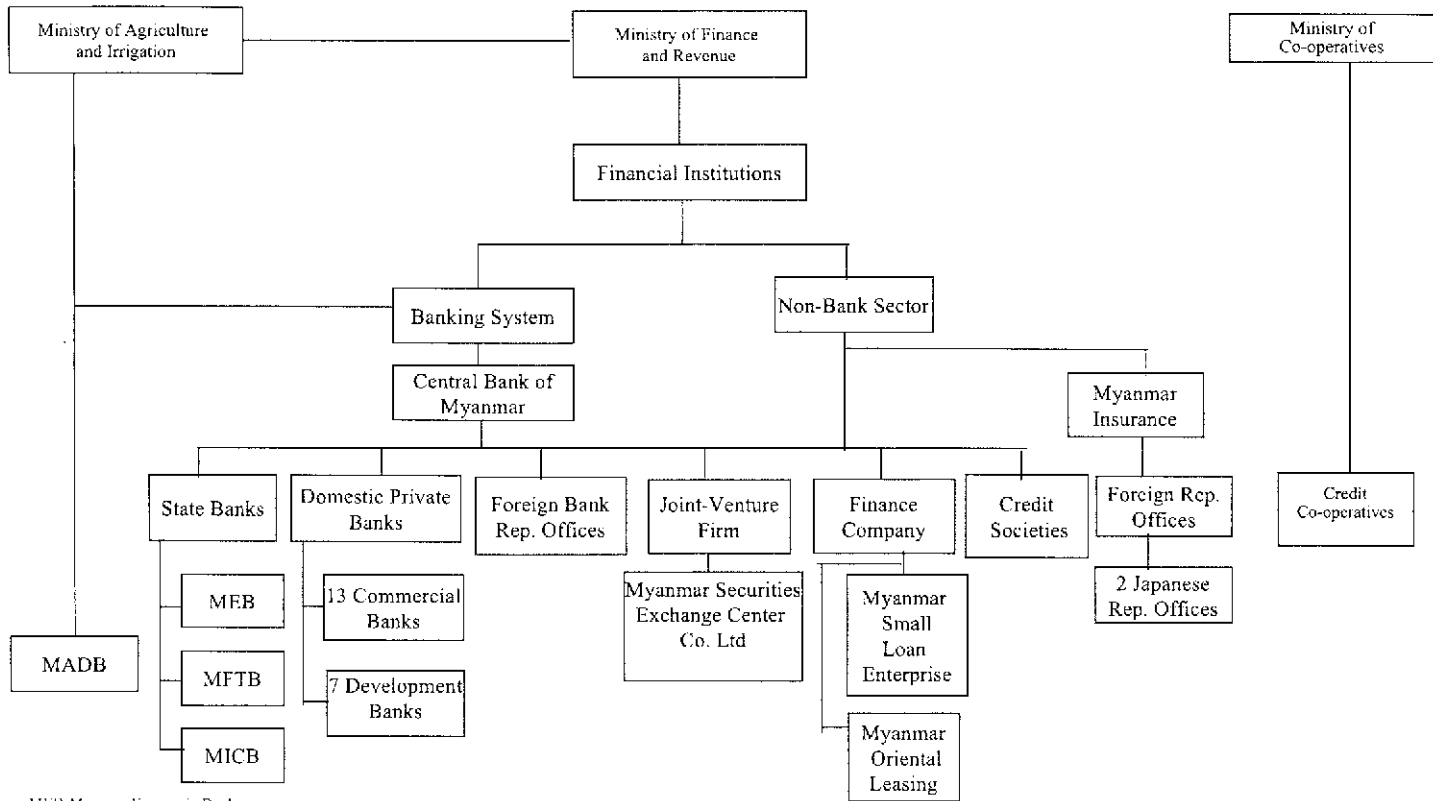 Ministry of Agriculture
and Irrigation
Ministry of Finance
and Revenue
Ministry of
Co-operatives
Financial Institutions
Banking System
Non-Bank Sector
Central Bank of
Myanmar
Myanmar
Insurance
State Banks
Domestic Private
Banks
Foreign Bank
Rep. Offices
Joint-Venture
Firm
Finance
Company
Credit
Societies
Foreign Rep.
Offices
Credit
Co-operatives
MEB
MFTB
MICB
MADB
13 Commercial
Banks
7 Development
Banks
Myanmar Securities
Exchange Center
Co. Ltd
Myanmar
Small
Loan
Enterprise
Myanmar
Oriental
Leasing
2 Japanese
Rep. Offices